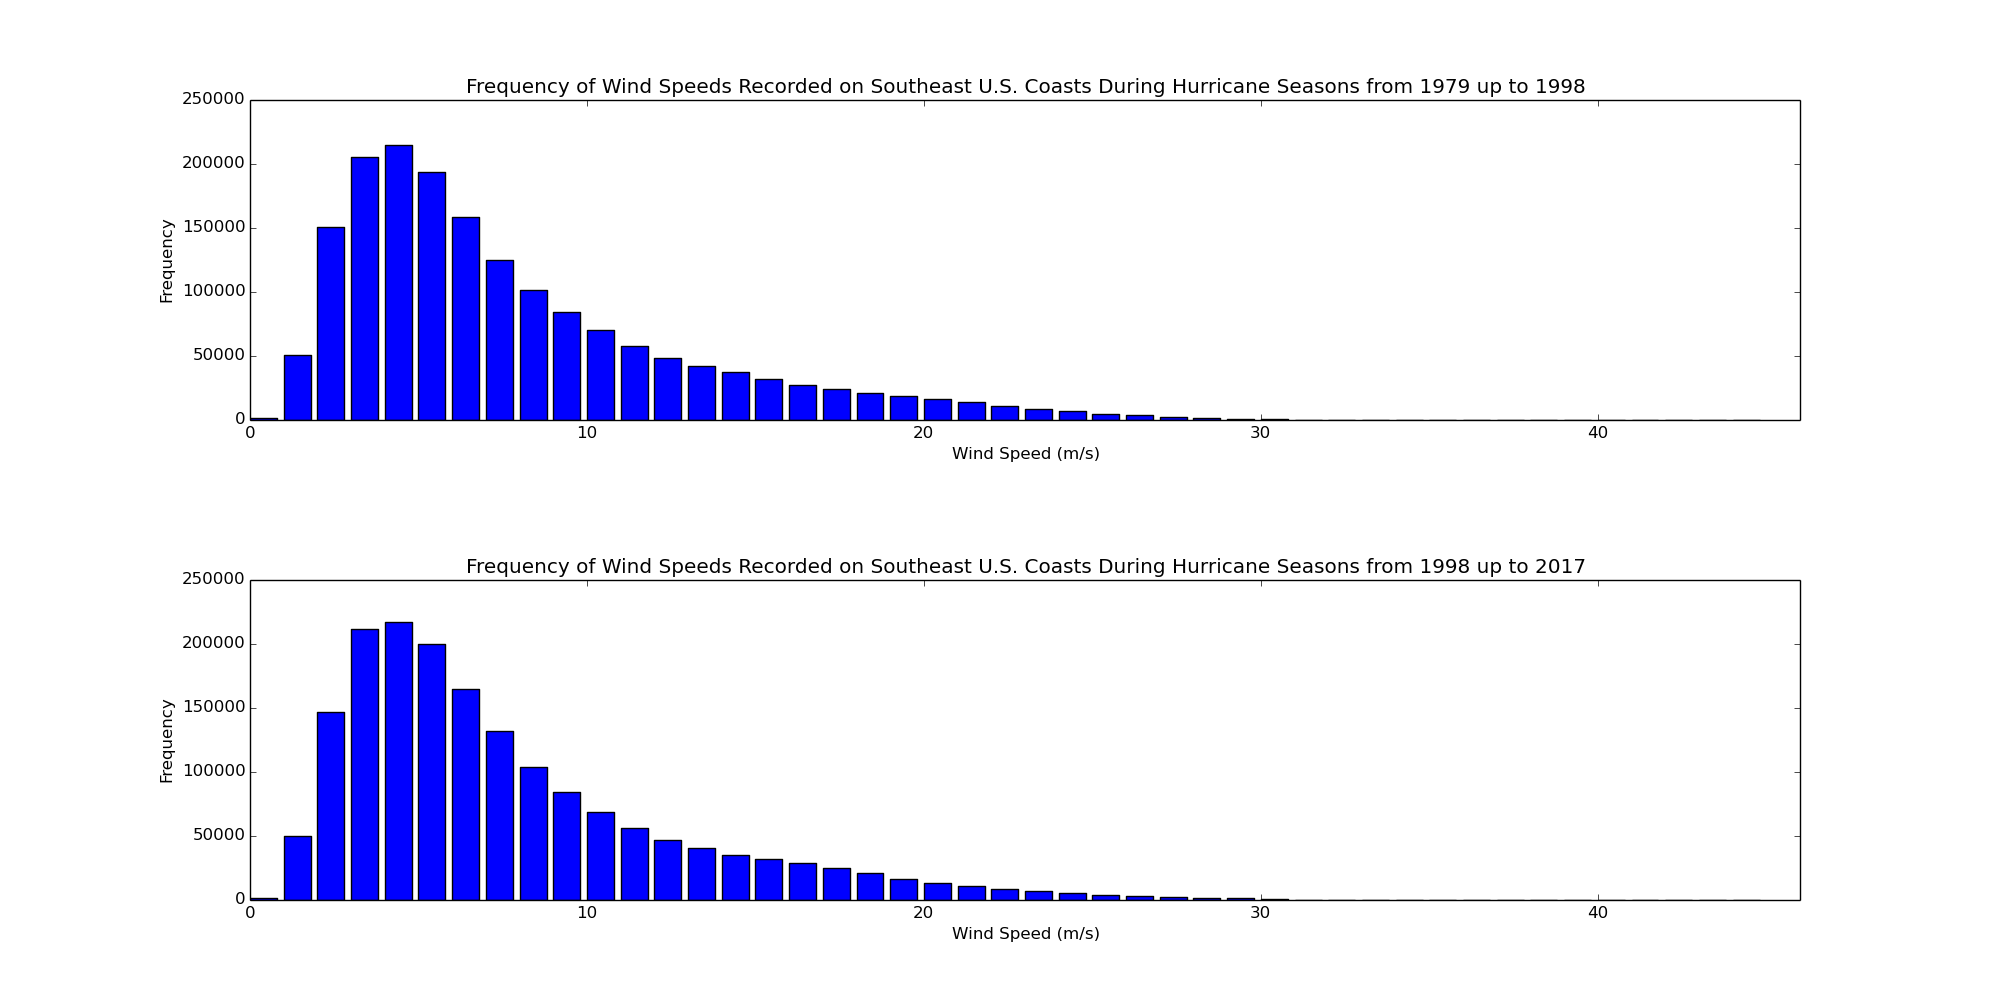 Frequency of Wind Speeds Recorded on Southeast U.S. Coasts During Hurricane Seasons from 1979 up to 1998
250000
200000
150000
100000
50000
0
Frequency
0 10 20 30 40
Wind Speed (m/s)
Frequency of Wind Speeds Recorded on Southeast U.S. Coasts During Hurricane Seasons from 1998 up to 2017
250000
200000
150000
100000
50000
0
Frequency
0 10 20 30 40
Wind Speed (m/s)